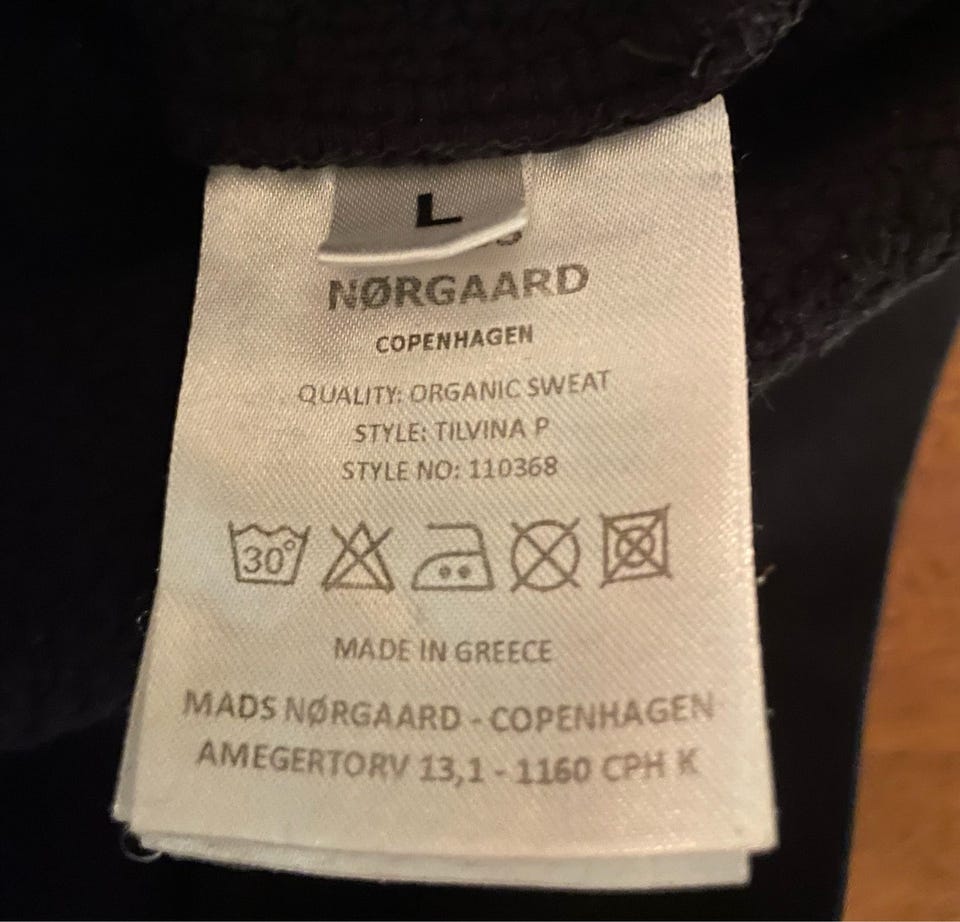 L
NØRGAARD
COPENHAGEN
QUALITY: ORGANIC SWEAT
STYLE: TILVINA P
STYLE NO: 110368
30°
MADE IN GREECE
MADS NØRGAARD - COPENHAGEN
AMEGERTORV 13,1 - 1160 CPH K